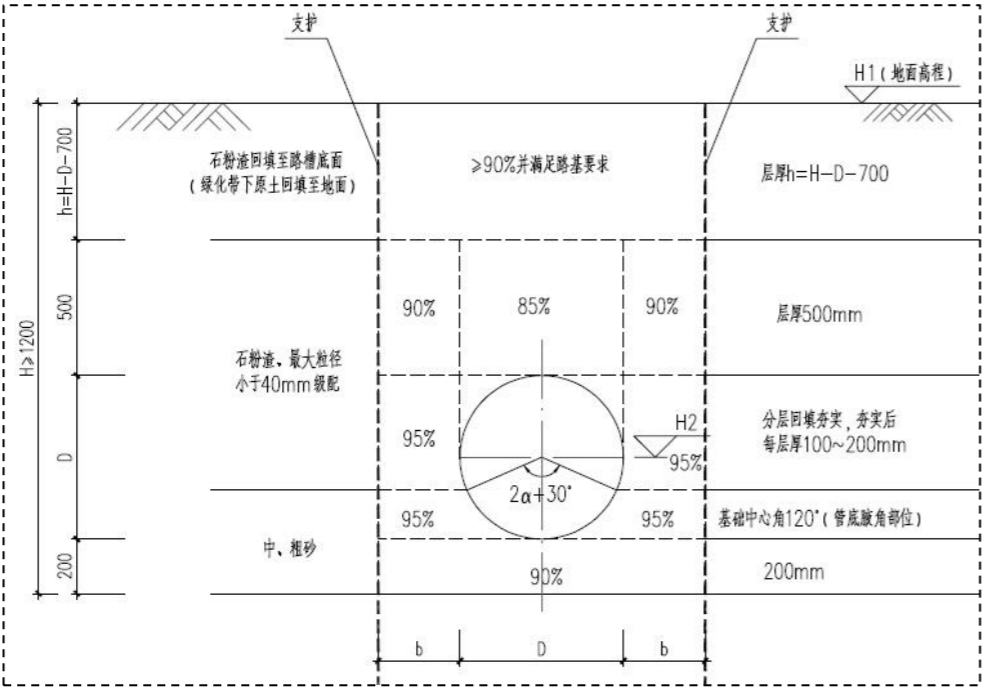 支护
支护
H1(地面高程)
h=H-D-700
石粉渣回填至路槽底面
(绿化带下原土回填至地面)
≥90%并满足路基要求
层厚h=H-D-700
H≥1200
500
90%
85%
90%
层厚500mm
石粉渣、最大粒径
小于40mm级配
D
95%
H2
95%
分层回填夯实,夯实后
每层厚100~200mm
2α+30°
95%
95%
基础中心角120°(管底腋角部位)
中、粗砂
200
90%
200mm
b
D
b